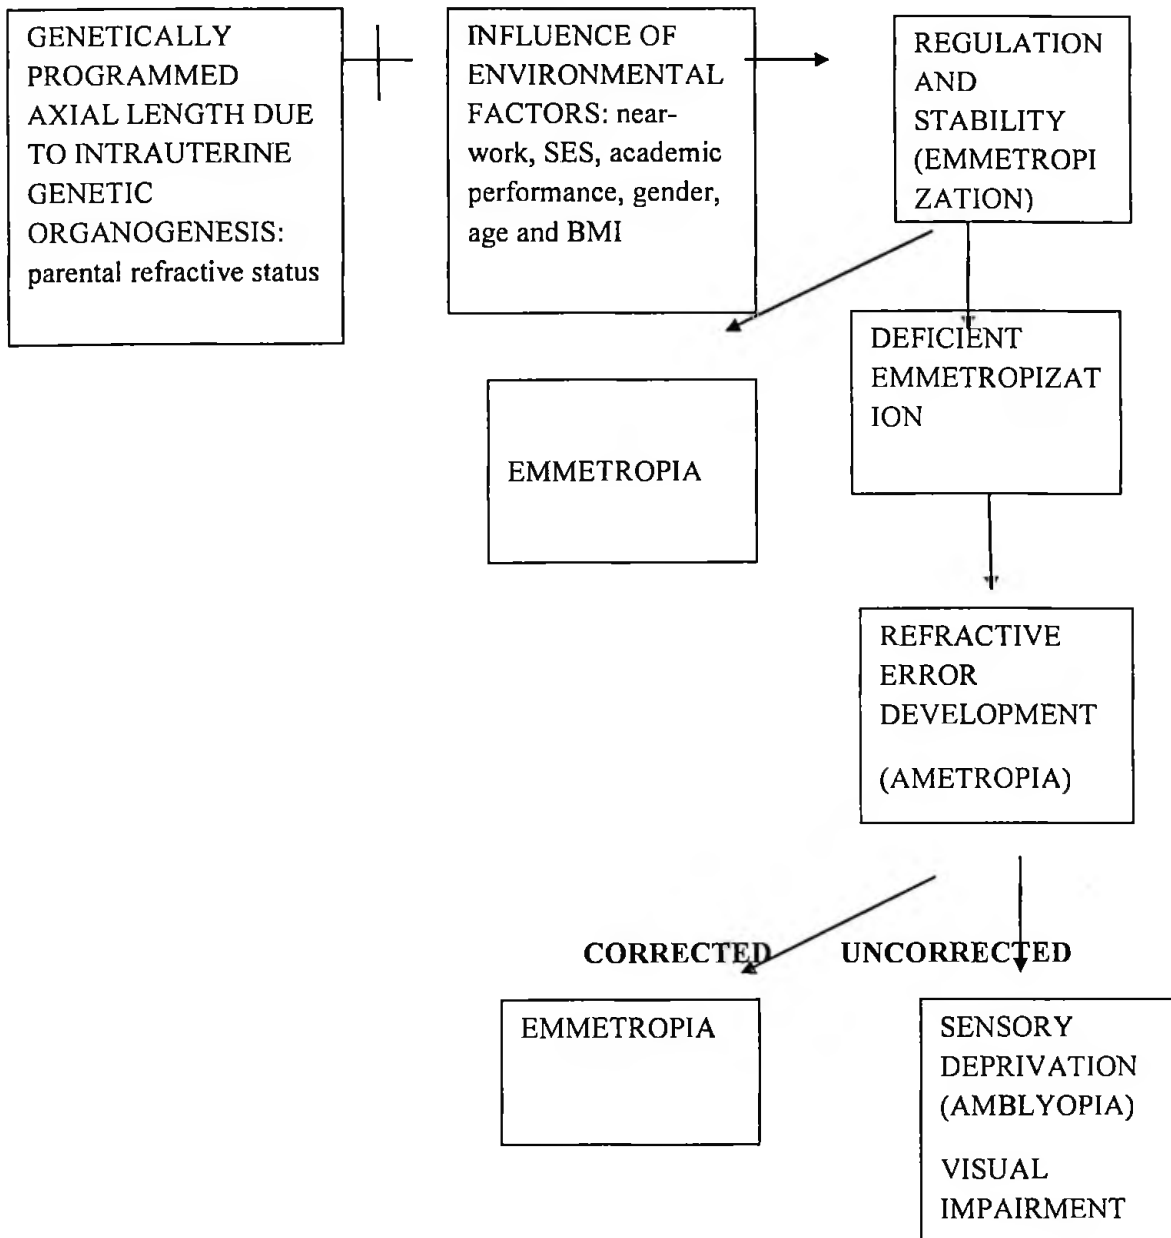 GENETICALLY
PROGRAMMED
AXIAL LENGTH DUE
TO INTRAUTERINE
GENETIC
ORGANOGENESIS:
parental refractive status
INFLUENCE OF
ENVIRONMENTAL
FACTORS: near-
work, SES, academic
performance, gender,
age and BMI
REGULATION
AND
STABILITY
(EMMETROPI
ZATION)
DEFICIENT
EMMETROPIZAT
ION
EMMETROPIA
REFRACTIVE
ERROR
DEVELOPMENT
(AMETROPIA)
CORRECTED
UNCORRECTED
EMMETROPIA
SENSORY
DEPRIVATION
(AMBLYOPIA)
VISUAL
IMPAIRMENT